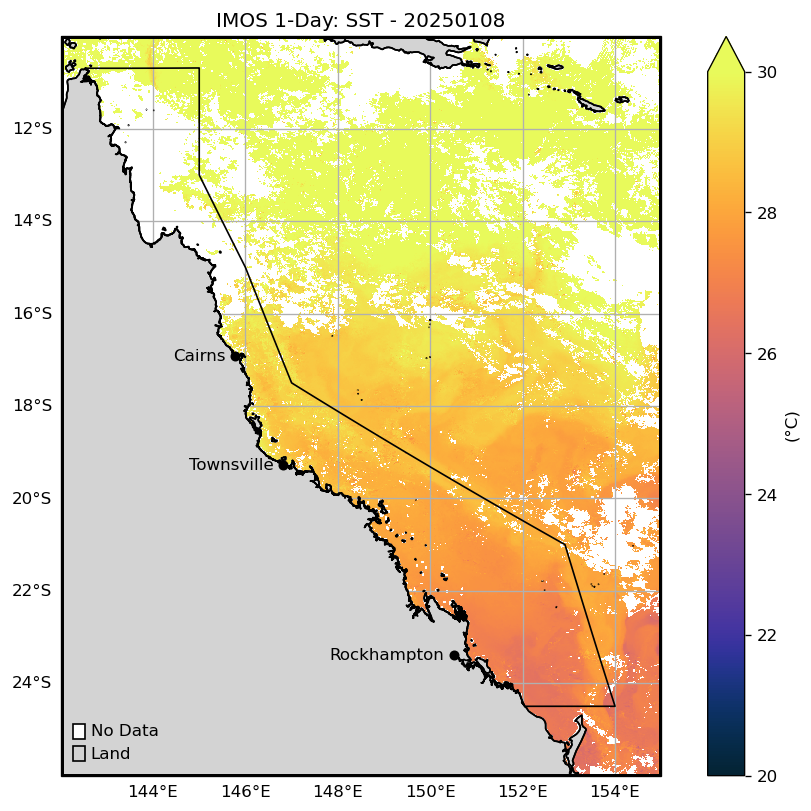 IMOS 1-Day: SST - 20250108
12°S
14°S
16°S
18°S
20°S
22°S
24°S
Cairns
Townsville
Rockhampton
No Data
Land
144°E 146°E 148°E 150°E 152°E 154°E
30
28
26
24
22
20
(°C)